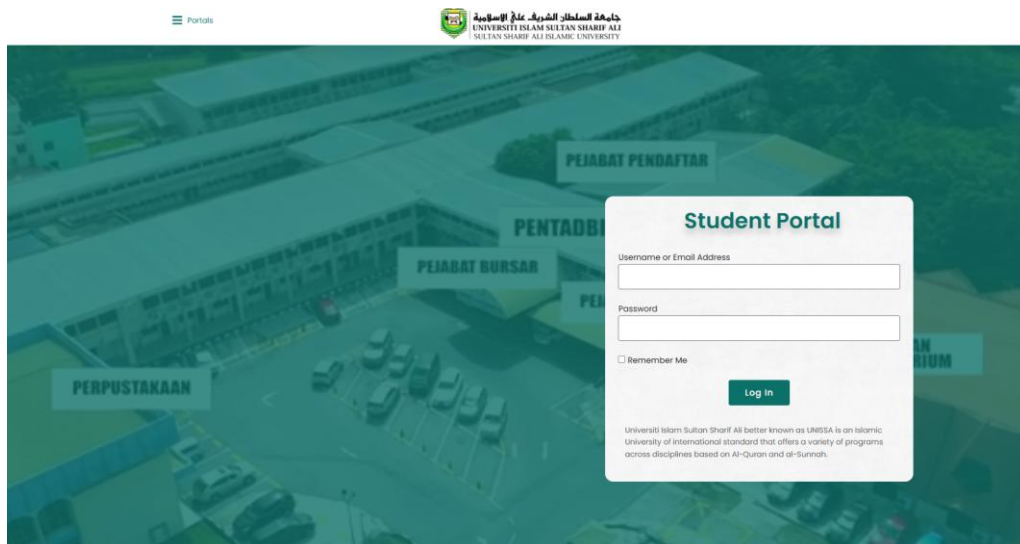 Portals
جامعة السلطان الشريف علي الإسلامية
UNIVERSITI ISLAM SULTAN SHARIF ALI
SULTAN SHARIF ALI ISLAMIC UNIVERSITY
PEJABAT PENDAFTAR
PENTADBI
PEJABAT BURSAR
PERPUSTAKAAN
Student Portal
Username or Email Address
Password
Remember Me
Log In
Universiti Islam Sultan Sharif Ali better known as UNISSA is an Islamic
University of international standard that offers a variety of programs
across disciplines based on Al-Quran and al-Sunnah.